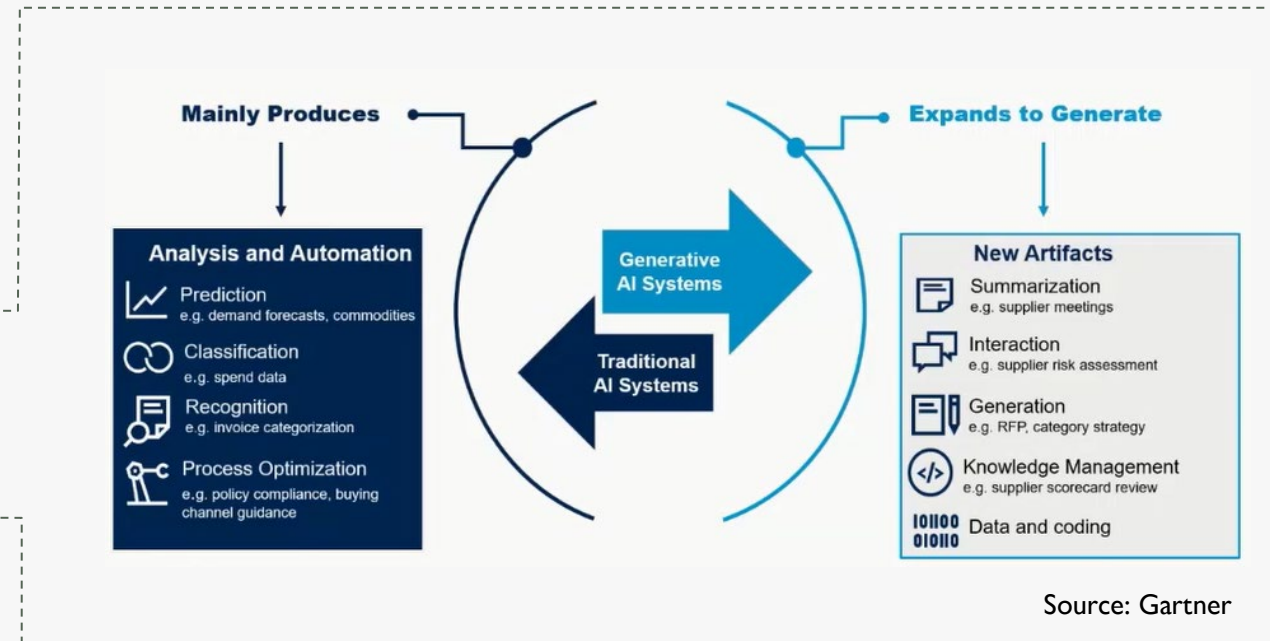 Mainly Produces
Analysis and Automation
Prediction
e.g. demand forecasts, commodities
Classification
e.g. spend data
Recognition
e.g. invoice categorization
Process Optimization
e.g. policy compliance, buying
channel guidance
Generative
AI Systems
Traditional
AI Systems
Expands to Generate
New Artifacts
Summarization
e.g. supplier meetings
Interaction
e.g. supplier risk assessment
Generation
e.g. RFP, category strategy
</>
Knowledge Management
e.g. supplier scorecard review
101100
010110
Data and coding
Source: Gartner